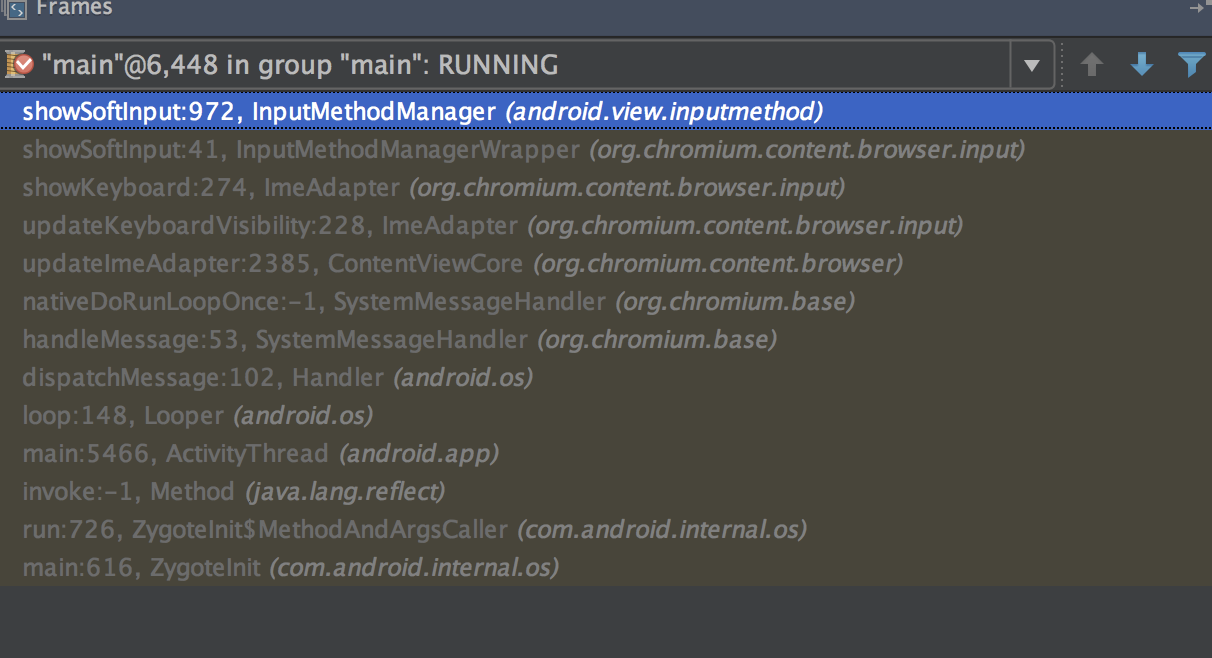 Frames
"main"@6,448 in group "main": RUNNING
showSoftInput:972, InputMethodManager (android.view.inputmethod)
showSoftInput:41, InputMethodManagerWrapper (org.chromium.content.browser.input)
showKeyboard:274, ImeAdapter (org.chromium.content.browser.input)
updateKeyboardVisibility:228, ImeAdapter (org.chromium.content.browser.input)
updateImeAdapter:2385, ContentViewCore (org.chromium.content.browser)
nativeDoRunLoopOnce:-1, SystemMessageHandler (org.chromium.base)
handleMessage:53, SystemMessageHandler (org.chromium.base)
dispatchMessage:102, Handler (android.os)
loop:148, Looper (android.os)
main:5466, ActivityThread (android.app)
invoke:-1, Method (java.lang.reflect)
run:726, ZygoteInit$MethodAndArgsCaller (com.android.internal.os)
main:616, ZygoteInit (com.android.internal.os)